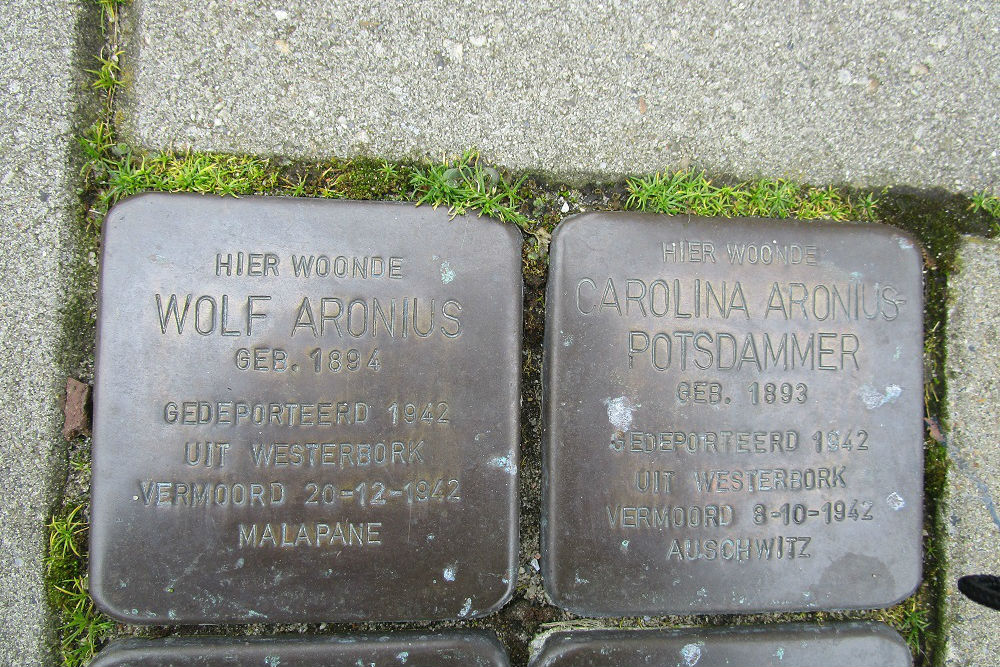 HIER WOONDE
WOLF ARONIUS
GEB. 1894
GEDEPORTEERD 1942
UIT WESTERBORK
VERMOORD 20-12-1942
MALAPANE
HIER WOONDE
CAROLINA ARONIUS-
POTSDAMMER
GEB. 1893
GEDEPORTEERD 1942
UIT WESTERBORK
VERMOORD 8-10-1942
AUSCHWITZ